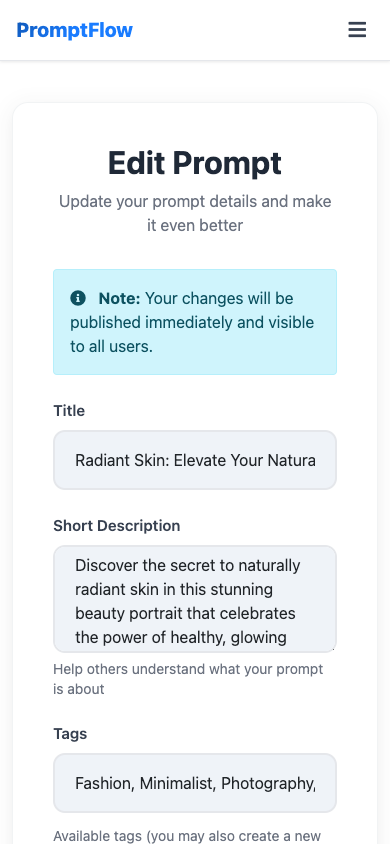 PromptFlow
Edit Prompt
Update your prompt details and make
it even better
Note: Your changes will be
published immediately and visible
to all users.
Title
Radiant Skin: Elevate Your Natura
Short Description
Discover the secret to naturally
radiant skin in this stunning
beauty portrait that celebrates
the power of healthy, glowing
Help others understand what your prompt
is about
Tags
Fashion, Minimalist, Photography,
Available tags (you may also create a new